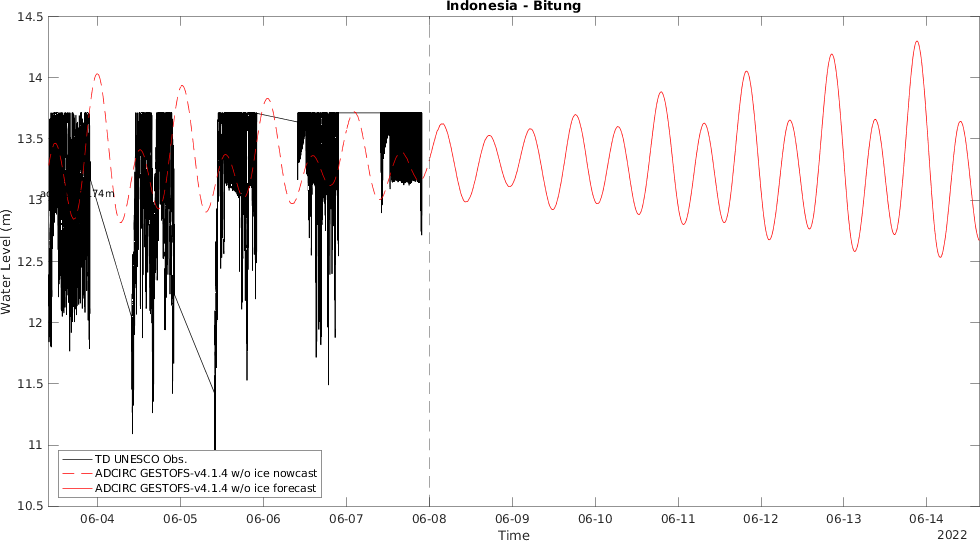 Indonesia - Bitung
14.5
14
13.5
13
12.5
12
11.5
11
10.5
Water Level (m)
74m
TD UNESCO Obs.
ADCIRC GESTOFS-v4.1.4 w/o ice nowcast
ADCIRC GESTOFS-v4.1.4 w/o ice forecast
06-04 06-05 06-06 06-07 06-08 06-09 06-10 06-11 06-12 06-13 06-14
Time
2022